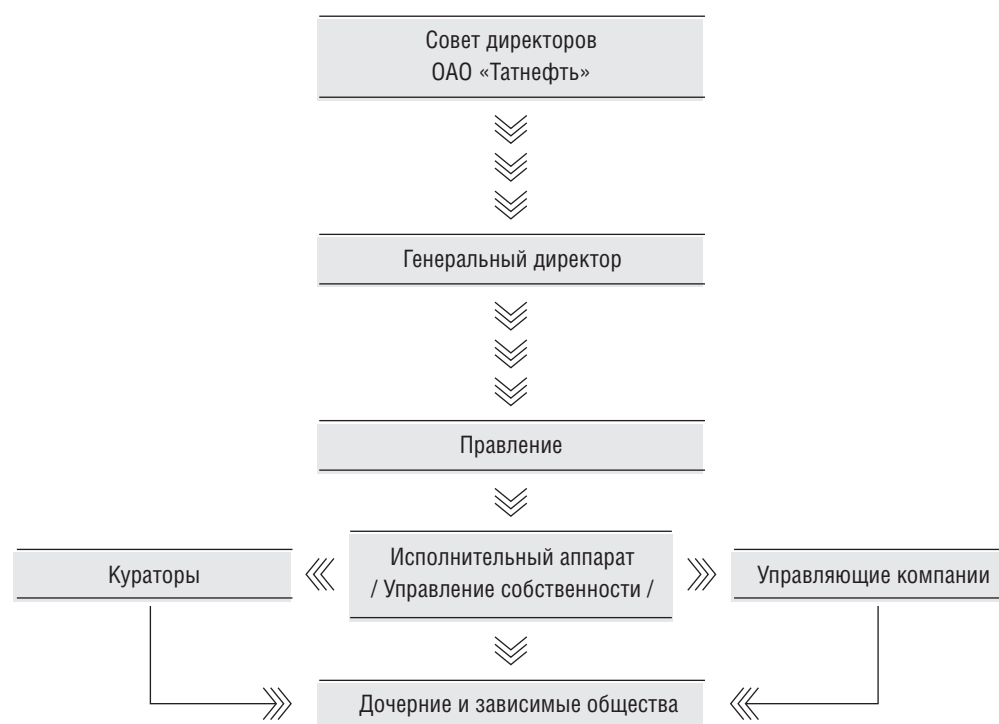 Совет директоров
ОАО «Татнефть»
Генеральный директор
Правление
Кураторы
Исполнительный аппарат
/ Управление собственности /
Управляющие компании
Дочерние и зависимые общества